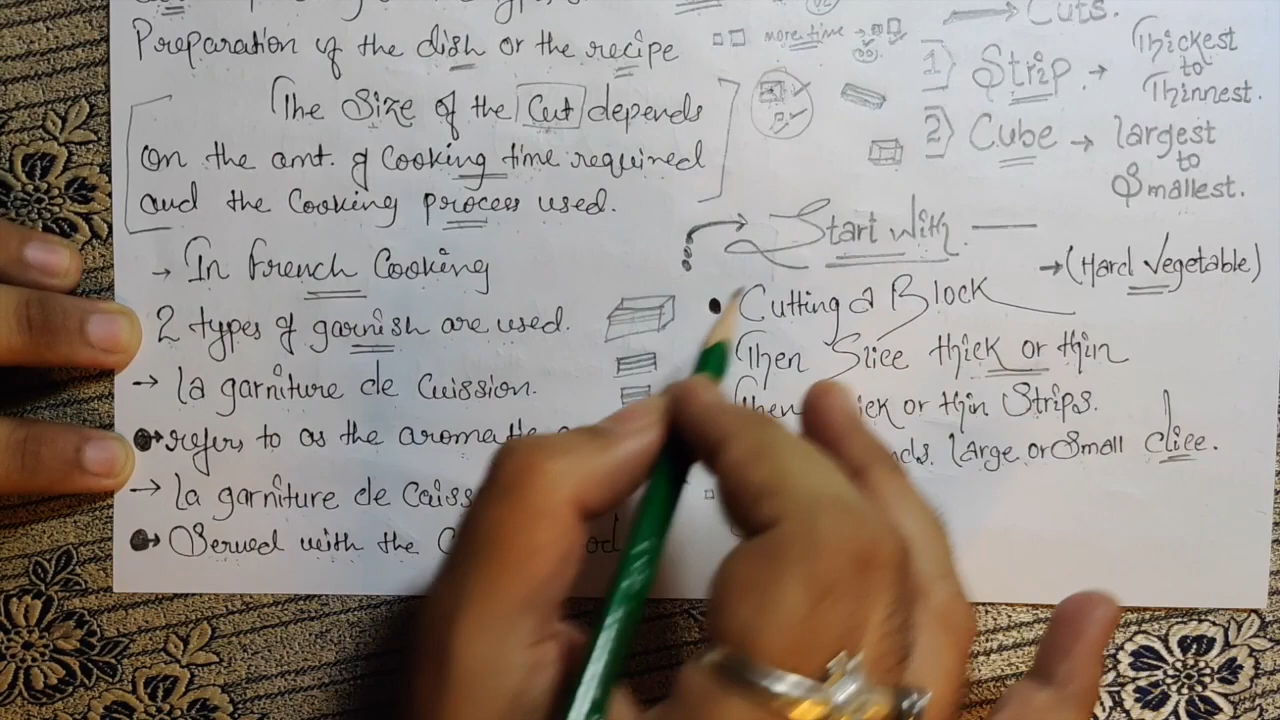 Preparation of the dish or the recipe
The Size of the Cut depends
on the amt. of Cooking time required
and the Cooking process used.
→ In French Cooking
2 types of garnish are used.
→ la garniture de Cuission.
→ refers to as the
→ la garniture de
→ Served with the
more time →
→ Cuts.
1) Strip. → Thickest
to
Thinnest.
2) Cube → largest
to
Smallest.
Start with
→ (Hard Vegetable)
Cutting a Block
Then Slice thick or thin
or thin Strips.
large or Small dice.